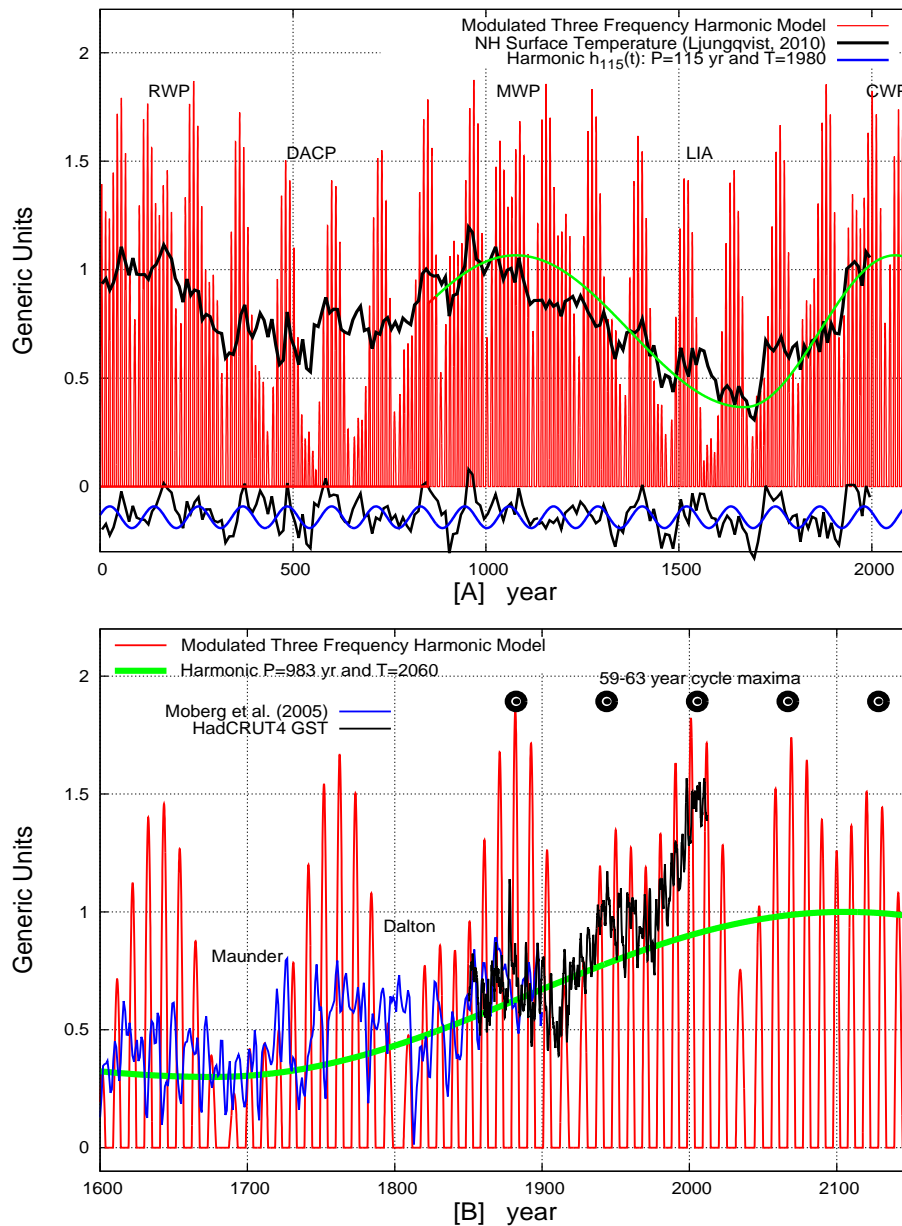 Modulated Three Frequency Harmonic Model
NH Surface Temperature (Ljungqvist, 2010)
Harmonic h115(t): P=115 yr and T=1980
2
RWP
MWP
CWP
1.5
DACP
LIA
Generic Units
1
0.5
0
0
500
1000
1500
2000
[A] year
Modulated Three Frequency Harmonic Model
Harmonic P=983 yr and T=2060
2
59-63 year cycle maxima
Moberg et al. (2005)
HadCRUT4 GST
1.5
Generic Units
1
Dalton
Maunder
0.5
0
1600
1700
1800
1900
2000
2100
[B] year